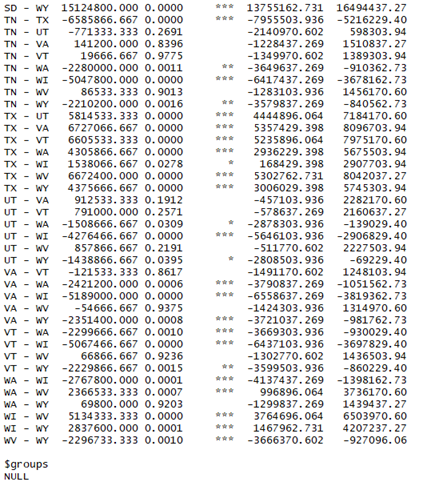 SD - WY 15124800.000 0.0000 *** 13755162.731 16494437.27
TN - TX -6585866.667 0.0000 *** -7955503.936 -5216229.40
TN - UT -771333.333 0.2691 -2140970.602 598303.94
TN - VA 141200.000 0.8396 -1228437.269 1510837.27
TN - VT 19666.667 0.9775 -1349970.602 1389303.94
TN - WA -2280000.000 0.0011 ** -3649637.269 -910362.73
TN - WI -5047800.000 0.0000 *** -6417437.269 -3678162.73
TN - WV 86533.333 0.9013 -1283103.936 1456170.60
TN - WY -2210200.000 0.0016 ** -3579837.269 -840562.73
TX - UT 5814533.333 0.0000 *** 4444896.064 7184170.60
TX - VA 6727066.667 0.0000 *** 5357429.398 8096703.94
TX - VT 6605533.333 0.0000 *** 5235896.064 7975170.60
TX - WA 4305866.667 0.0000 *** 2936229.398 5675503.94
TX - WI 1538066.667 0.0278 * 168429.398 2907703.94
TX - WV 6672400.000 0.0000 *** 5302762.731 8042037.27
TX - WY 4375666.667 0.0000 *** 3006029.398 5745303.94
UT - VA 912533.333 0.1912 -457103.936 2282170.60
UT - VT 791000.000 0.2571 -578637.269 2160637.27
UT - WA -1508666.667 0.0309 * -2878303.936 -139029.40
UT - WI -4276466.667 0.0000 *** -5646103.936 -2906829.40
UT - WV 857866.667 0.2191 -511770.602 2227503.94
UT - WY -1438866.667 0.0395 * -2808503.936 -69229.40
VA - VT -121533.333 0.8617 -1491170.602 1248103.94
VA - WA -2421200.000 0.0006 *** -3790837.269 -1051562.73
VA - WI -5189000.000 0.0000 *** -6558637.269 -3819362.73
VA - WV -54666.667 0.9375 -1424303.936 1314970.60
VA - WY -2351400.000 0.0008 *** -3721037.269 -981762.73
VT - WA -2299666.667 0.0010 *** -3669303.936 -930029.40
VT - WI -5067466.667 0.0000 *** -6437103.936 -3697829.40
VT - WV 66866.667 0.9236 -1302770.602 1436503.94
VT - WY -2229866.667 0.0015 ** -3599503.936 -860229.40
WA - WI -2767800.000 0.0001 *** -4137437.269 -1398162.73
WA - WV 2366533.333 0.0007 *** 996896.064 3736170.60
WA - WY 69800.000 0.9203 -1299837.269 1439437.27
WI - WV 5134333.333 0.0000 *** 3764696.064 6503970.60
WI - WY 2837600.000 0.0001 *** 1467962.731 4207237.27
WV - WY -2296733.333 0.0010 *** -3666370.602 -927096.06
$groups
NULL